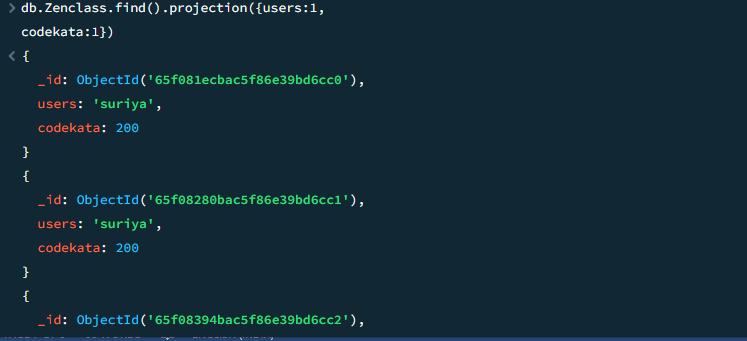 > db.Zenclass.find().projection({users:1,
codekata:1})
< {
_id: ObjectId('65f081ecbac5f86e39bd6cc0'),
users: 'suriya',
codekata: 200
}
{
_id: ObjectId('65f08280bac5f86e39bd6cc1'),
users: 'suriya',
codekata: 200
}
{
_id: ObjectId('65f08394bac5f86e39bd6cc2'),